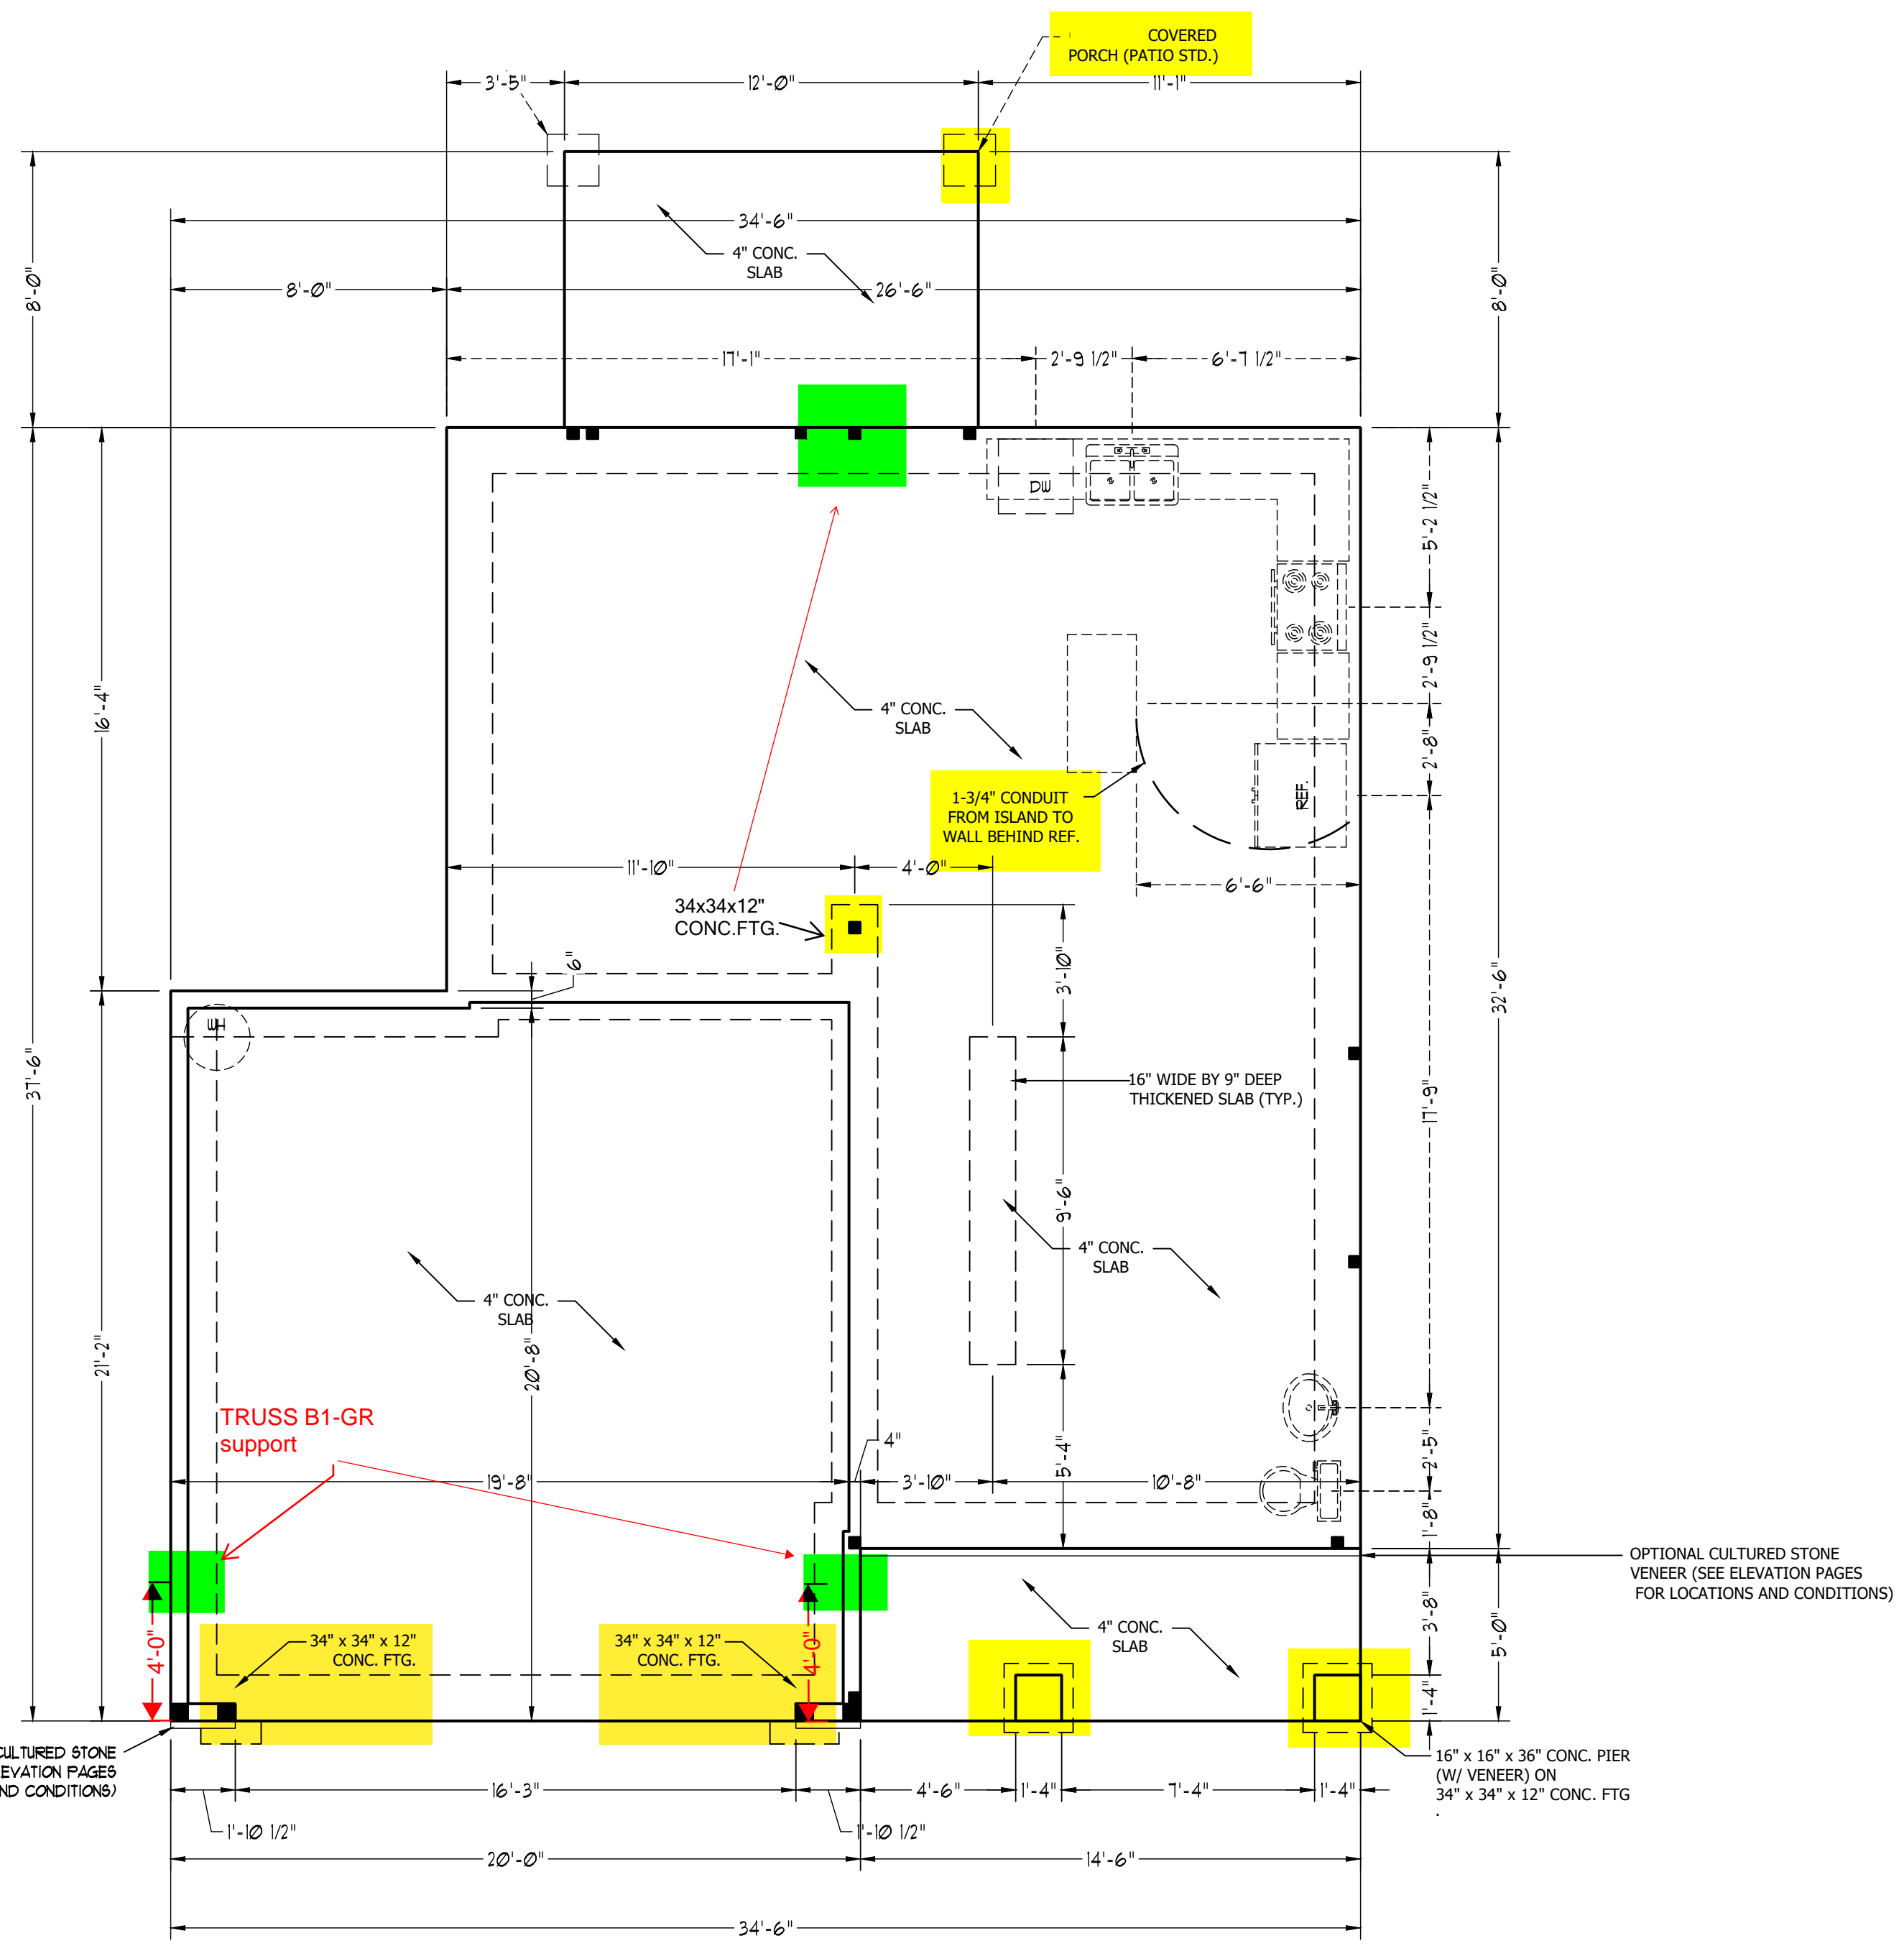 COVERED
PORCH (PATIO STD.)
3'-5"
12'-0"
11'-1"
34'-6"
4" CONC.
SLAB
8'-0"
8'-0"
8'-0"
26'-6"
17'-1"
2'-9 1/2"
6'-7 1/2"
DW
5'-2 1/2"
16'-4"
4" CONC.
SLAB
2'-9 1/2"
2'-8"
REF.
1-3/4" CONDUIT
FROM ISLAND TO
WALL BEHIND REF.
11'-10"
4'-0"
6'-6"
34x34x12"
CONC.FTG.
6"
3'-10"
32'-6"
WH
37'-6"
16" WIDE BY 9" DEEP
THICKENED SLAB (TYP.)
17'-9"
9'-6"
4" CONC.
SLAB
4" CONC.
SLAB
21'-2"
20'-8"
TRUSS B1-GR
support
4"
5'-4"
2'-5"
19'-8"
3'-10"
10'-8"
1'-8"
OPTIONAL CULTURED STONE
VENEER (SEE ELEVATION PAGES
FOR LOCATIONS AND CONDITIONS)
4" CONC.
SLAB
3'-8"
5'-0"
4'-0"
34" x 34" x 12"
CONC. FTG.
34" x 34" x 12"
CONC. FTG.
4'-0"
1'-4"
CULTURED STONE
EVATION PAGES
ND CONDITIONS)
16" x 16" x 36" CONC. PIER
(W/ VENEER) ON
34" x 34" x 12" CONC. FTG
.
16'-3"
4'-6"
1'-4"
7'-4"
1'-4"
1'-10 1/2"
1'-10 1/2"
20'-0"
14'-6"
34'-6"